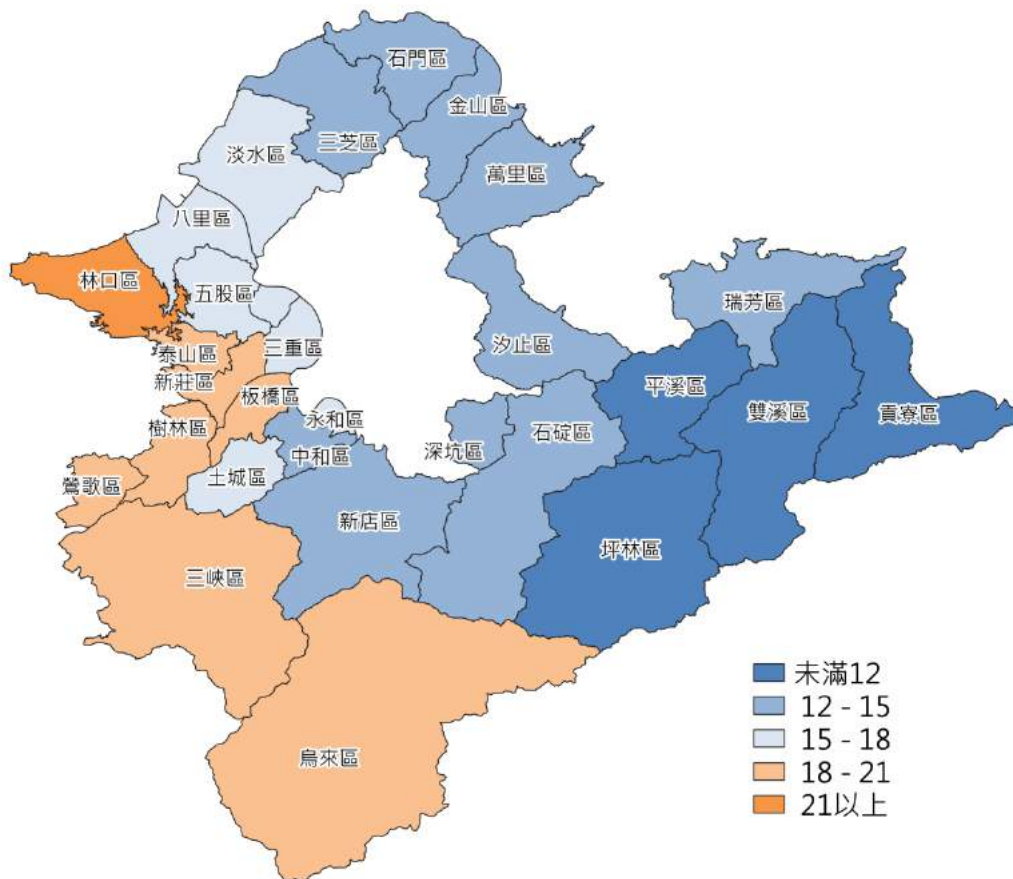 石門區
金山區
三芝區
淡水區
萬里區
八里區
林口區
五股區
瑞芳區
三重區
汐止區
泰山區
新莊區
板橋區
平溪區
永和區
雙溪區
貢寮區
樹林區
石碇區
中和區
深坑區
土城區
鶯歌區
新店區
坪林區
三峽區
烏來區
未滿12
12 - 15
15 - 18
18 - 21
21以上